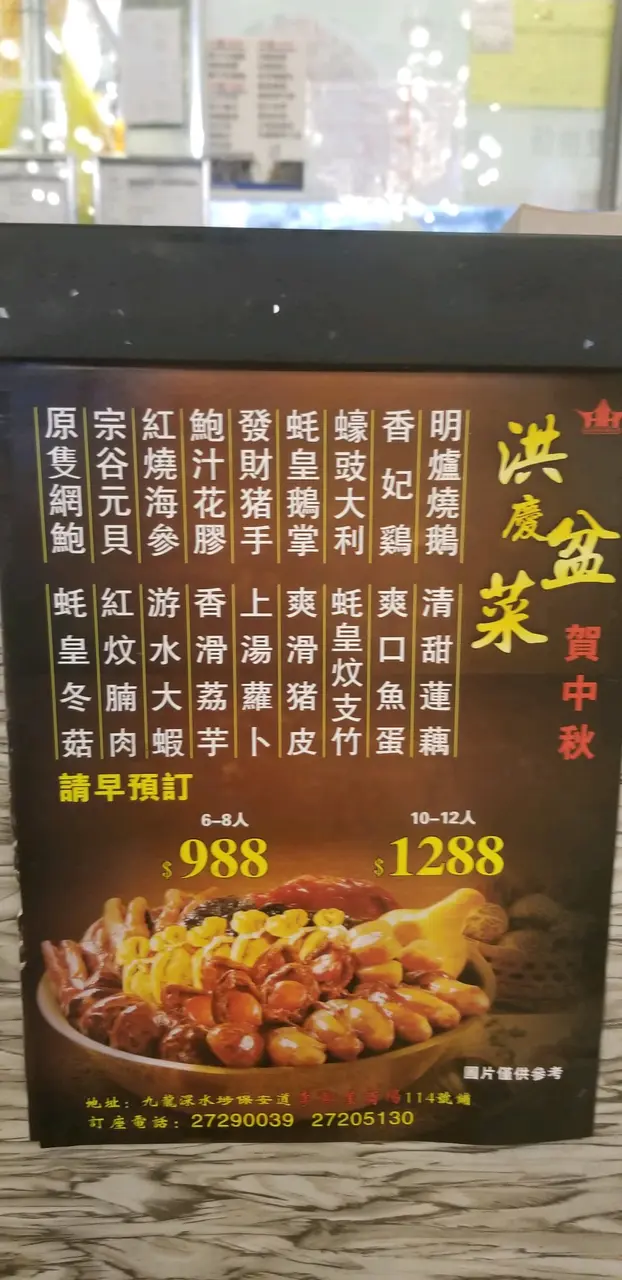 洪慶
盆菜
賀中秋
明爐燒鵝
香妃鷄
蠔豉大利
蚝皇鵝掌
發財猪手
鮑汁花膠
紅燒海參
宗谷元貝
原隻網鮑
清甜蓮藕
爽口魚蛋
蚝皇炆支竹
爽滑猪皮
上湯蘿卜
香滑荔芋
游水大蝦
紅炆腩肉
蚝皇冬菇
請早預訂
6-8人
$988
10-12人
$1288
圖片僅供參考
地址：九龍深水埗保安道114號舖
訂座電話：27290039 27205130